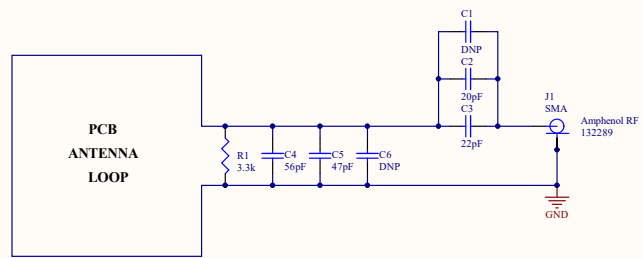 C1
DNP
C2
20pF
C3
22pF
J1
SMA
Amphenol RF
132289
PCB
ANTENNA
LOOP
R1
3.3k
C4
56pF
C5
47pF
C6
DNP
GND